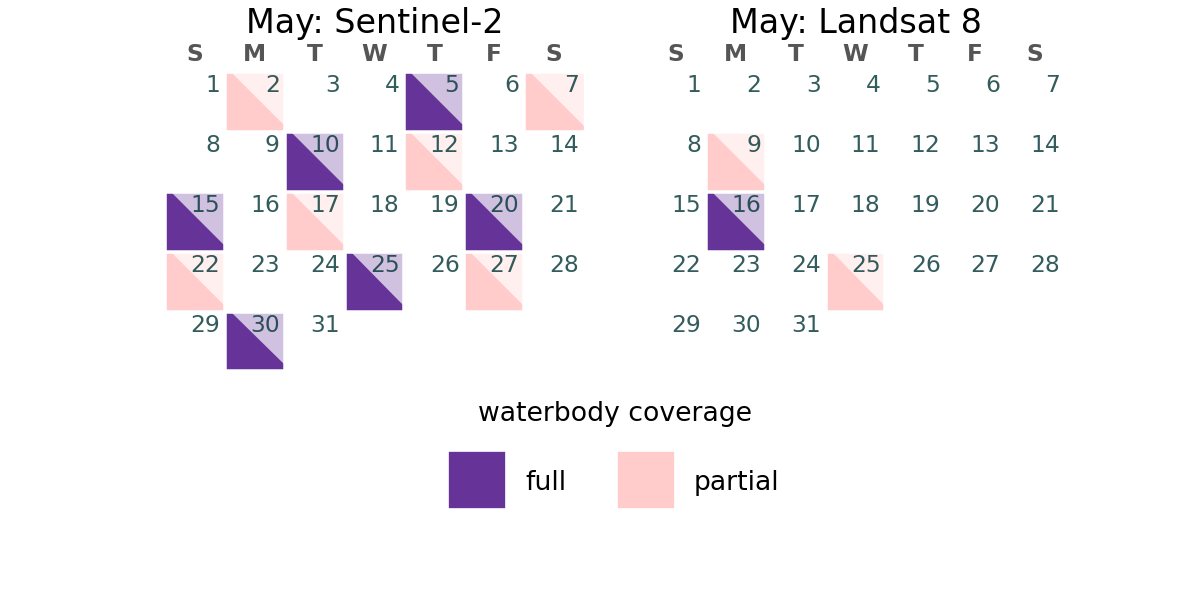 May: Sentinel-2
S M T W T F S
1 2 3 4 5 6 7
8 9 10 11 12 13 14
15 16 17 18 19 20 21
22 23 24 25 26 27 28
29 30 31
May: Landsat 8
S M T W T F S
1 2 3 4 5 6 7
8 9 10 11 12 13 14
15 16 17 18 19 20 21
22 23 24 25 26 27 28
29 30 31
waterbody coverage
full
partial